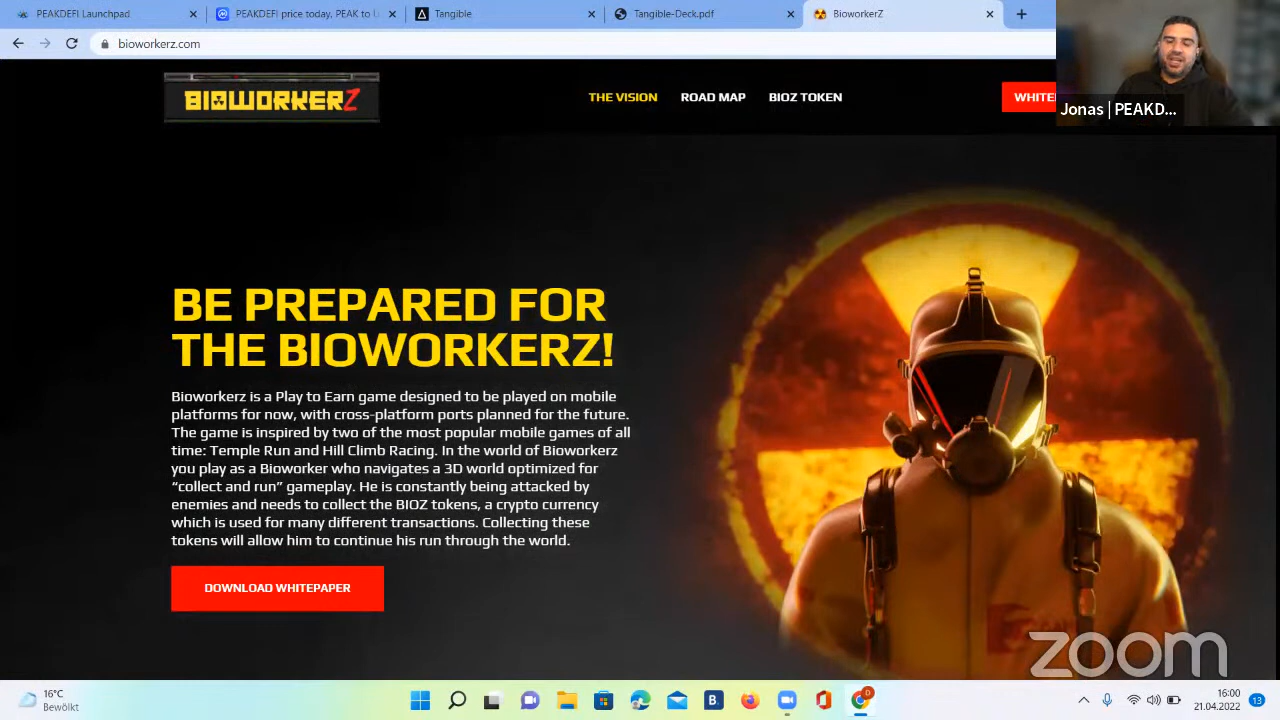 PEAKDEFI Dashboard
PEAKDEFI Price today, PEAK to U
Tangible
Tangible-Deck.pdf
BioworkerZ
bioworkerz.com
BIOWORKERZ
THE VISION
ROAD MAP
BIOZ TOKEN
WHITE
Jonas | PEAKD...
BE PREPARED FOR
THE BIOWORKERZ!
Bioworkerz is a Play to Earn game designed to be played on mobile
platforms for now, with cross-platform ports planned for the future.
The game is inspired by two of the most popular mobile games of all
time: Temple Run and Hill Climb Racing. In the world of Bioworkerz
you play as a Bioworker who navigates a 3D world optimized for
“collect and run” gameplay. He is constantly being attacked by
enemies and needs to collect the BIOZ tokens, a crypto currency
which is used for many different transactions. Collecting these
tokens will allow him to continue his run through the world.
DOWNLOAD WHITEPAPER
zoom
16°C
Bewölkt
B.
16:00
21.04.2022
13